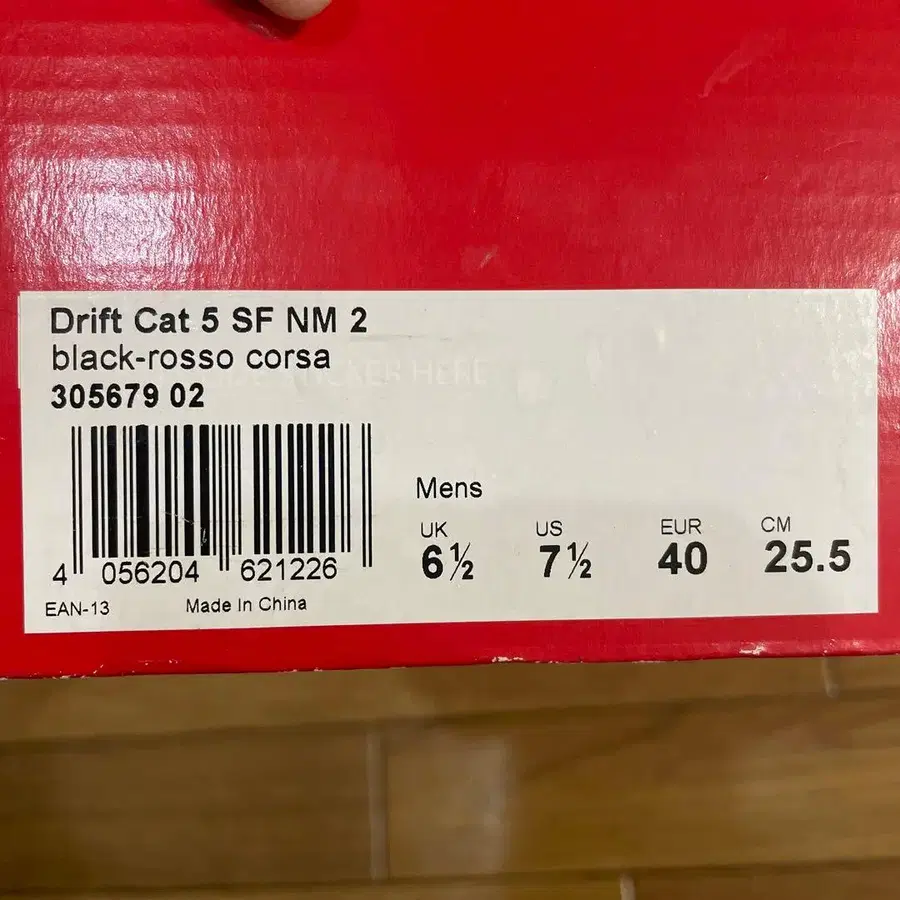 Drift Cat 5 SF NM 2
black-rosso corsa
305679 02
4 056204 621226
EAN-13 Made In China
Mens
UK US EUR CM
6½ 7½ 40 25.5